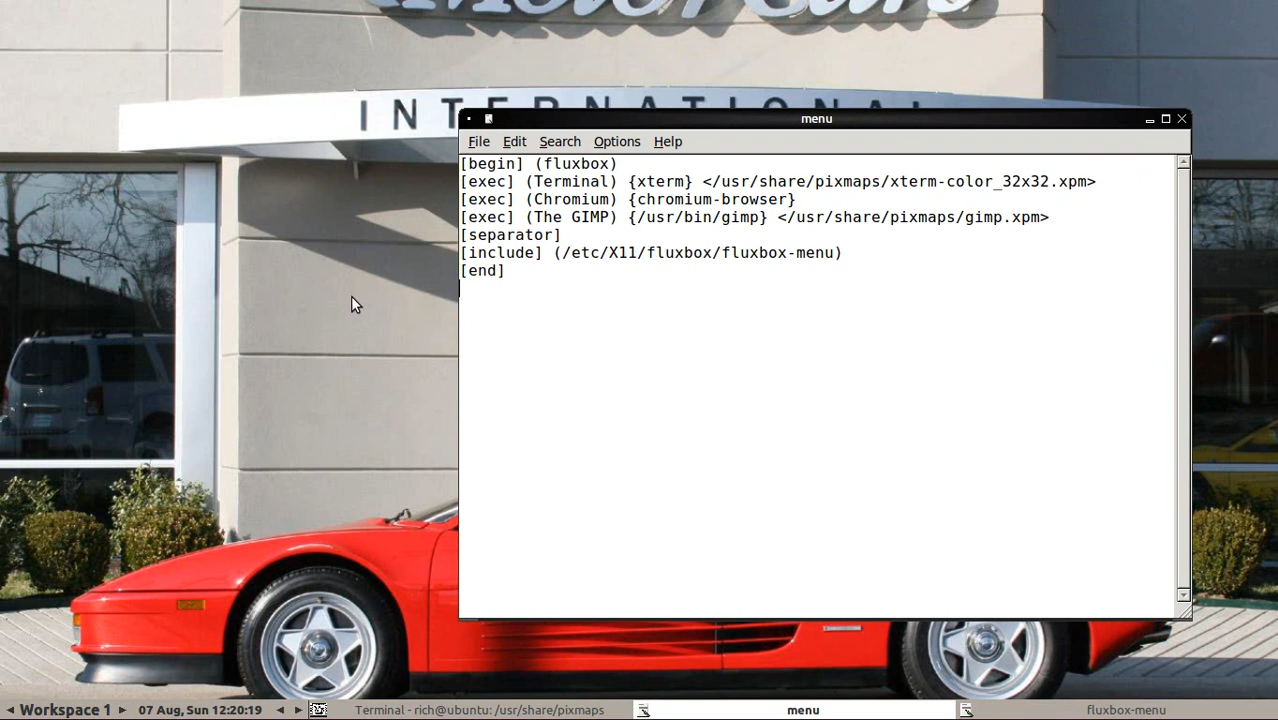 MotorCars
INTERNATIONAL
menu
File Edit Search Options Help
[begin] (fluxbox)
[exec] (Terminal) {xterm} </usr/share/pixmaps/xterm-color_32x32.xpm>
[exec] (Chromium) {chromium-browser}
[exec] (The GIMP) {/usr/bin/gimp} </usr/share/pixmaps/gimp.xpm>
[separator]
[include] (/etc/X11/fluxbox/fluxbox-menu)
[end]
Workspace 1 07 Aug, Sun 12:20:19 Terminal - rich@ubuntu: /usr/share/pixmaps menu fluxbox-menu